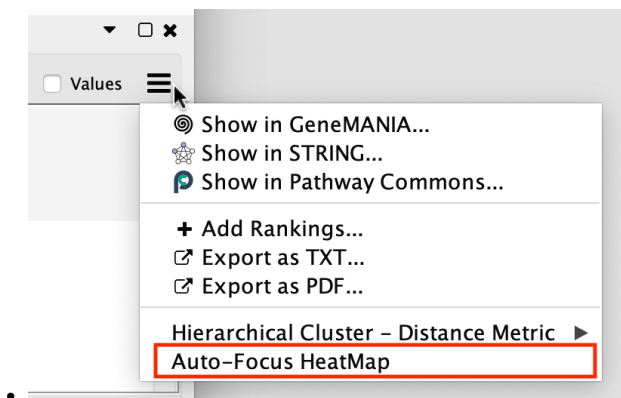 Values
Show in GeneMANIA...
Show in STRING...
Show in Pathway Commons...
Add Rankings...
Export as TXT...
Export as PDF...
Hierarchical Cluster – Distance Metric
Auto-Focus HeatMap